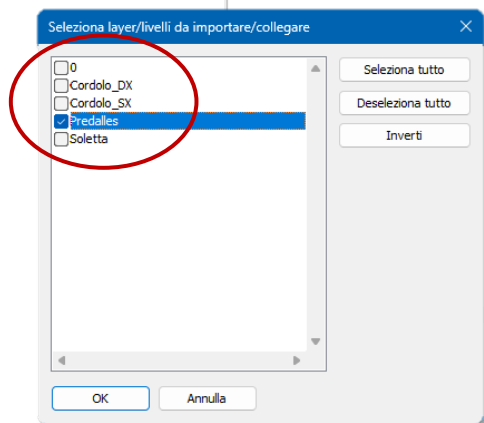 Seleziona layer/livelli da importare/collegare
0
Cordolo_DX
Cordolo_SX
Predalles
Soletta
Seleziona tutto
Deseleziona tutto
Inverti
OK
Annulla